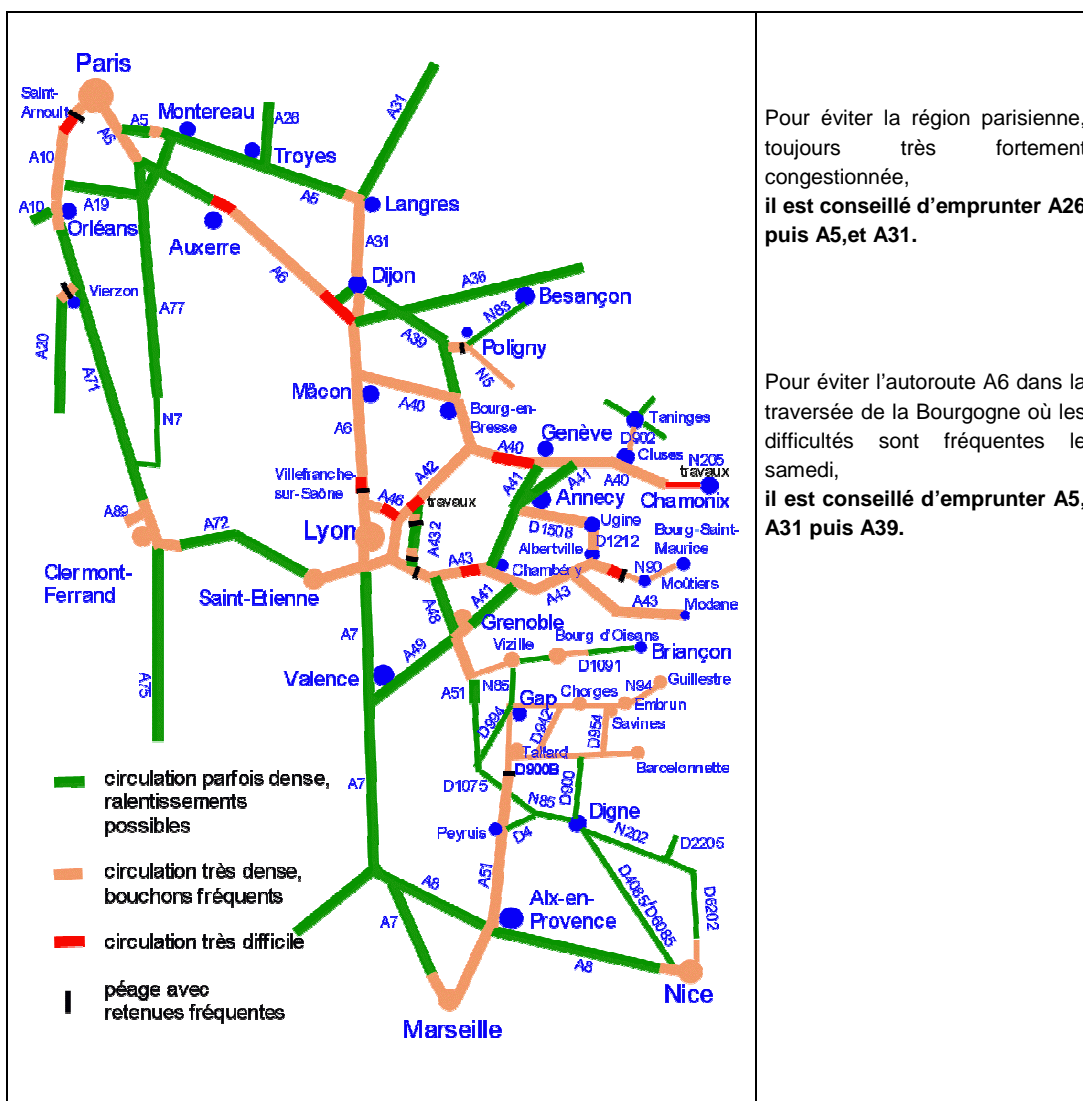 Paris
Saint-
Arnoult
Montereau
A5
A26
A31
A6
Troyes
A10
A19
A10
Orléans
A5
Langres
Auxerre
A31
A6
Dijon
A36
Vierzon
A77
Besançon
N83
A39
Poligny
A20
A71
N5
Mâcon
A40
Bourg-en-
Bresse
Taninges
N7
A6
Genève
D902
Cluses
A40
N205
travaux
Villefranche-
sur-Saône
A42
A41
A41
A40
Chamonix
A46
travaux
Annecy
A89
A72
Lyon
Ugine
D1508
Bourg-Saint-
Maurice
A432
Albertville
D1212
A43
Chambéry
N90
Moûtiers
Clermont-
Ferrand
Saint-Etienne
A43
A43
Modane
A48
A41
Grenoble
A7
Vizille
Bourg d'Oisans
A49
Briançon
D1091
Valence
Guillestre
A75
A51
N85
Gap
Chorges
N94
Embrun
D994
D942
D954
Savines
Tallard
Barcelonnette
D900B
A7
D1075
D900
N85
Digne
Peyruis
D4
N202
D2205
A51
D4085/D6085
D6202
A8
Aix-en-
Provence
A7
A8
Nice
Marseille
circulation parfois dense,
ralentissements
possibles
circulation très dense,
bouchons fréquents
circulation très difficile
péage avec
retenues fréquentes
Pour éviter la région parisienne,
toujours très fortement
congestionnée,
il est conseillé d'emprunter A26
puis A5,et A31.
Pour éviter l'autoroute A6 dans la
traversée de la Bourgogne où les
difficultés sont fréquentes le
samedi,
il est conseillé d'emprunter A5,
A31 puis A39.